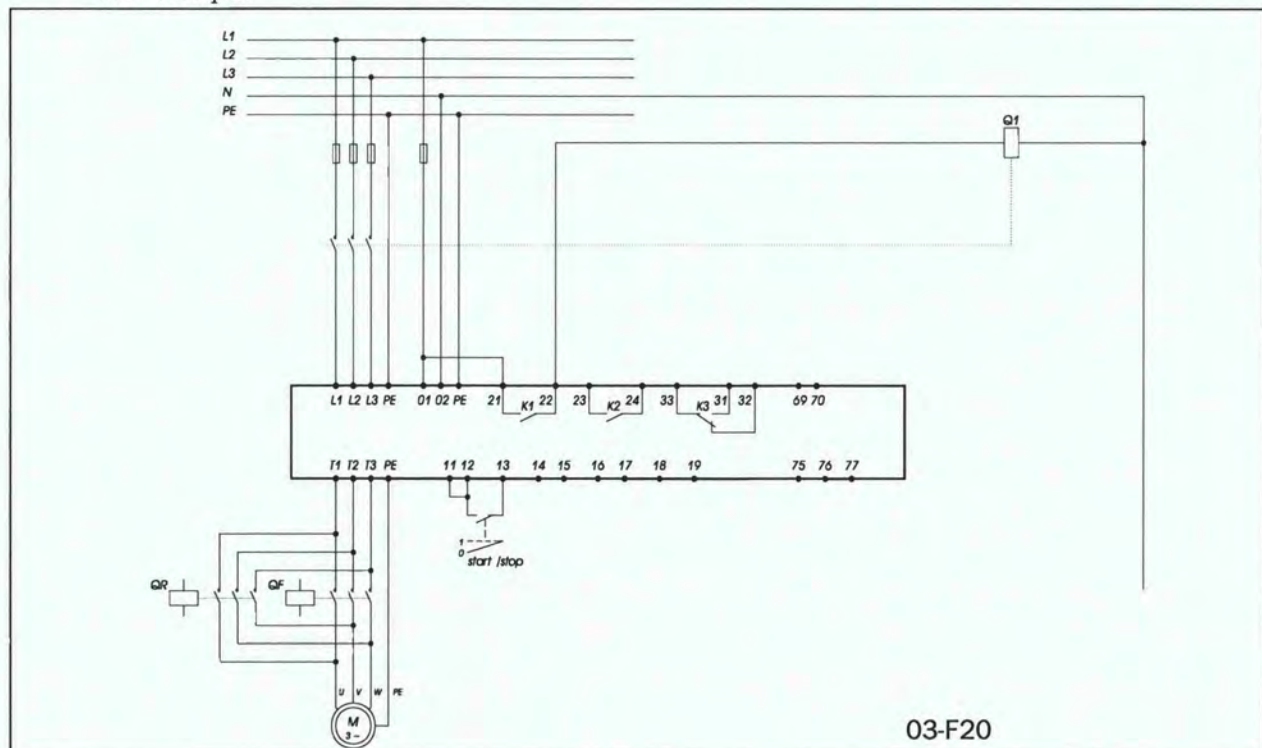 L1
L2
L3
N
PE
Q1
L1 L2 L3 PE 01 02 PE 21 22 23 24 33 31 32 69 70
K1 K2 K3
T1 T2 T3 PE 11 12 13 14 15 16 17 18 19 75 76 77
1
0
start /stop
QR QF
U V W PE
M
3~
03-F20